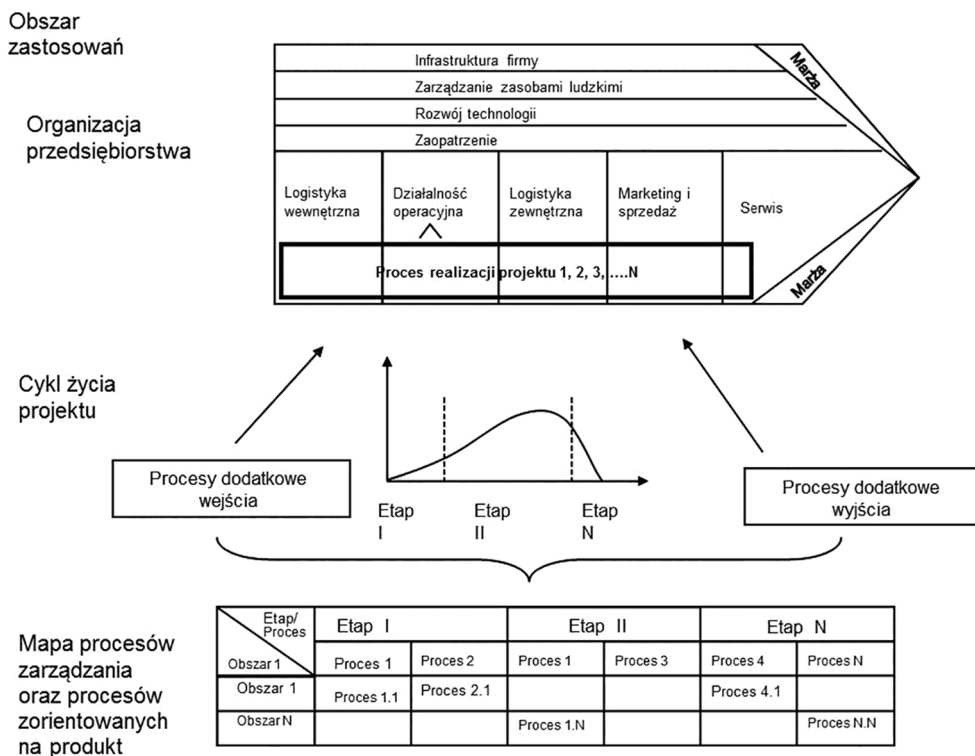 Obszar
zastosowań
Infrastruktura firmy
Marża
Zarządzanie zasobami ludzkimi
Rozwój technologii
Organizacja
przedsiębiorstwa
Zaopatrzenie
Logistyka
wewnętrzna
Działalność
operacyjna
Logistyka
zewnętrzna
Marketing i
sprzedaż
Serwis
Proces realizacji projektu 1, 2, 3, ....N
Marża
Cykl życia
projektu
Procesy dodatkowe
wejścia
Etap
I
Etap
II
Etap
N
Procesy dodatkowe
wyjścia
Mapa procesów
zarządzania
oraz procesów
zorientowanych
na produkt
Etap/
Proces
Obszar 1
Etap I
Etap II
Etap N
Proces 1
Proces 2
Proces 1
Proces 3
Proces 4
Proces N
Obszar 1
Proces 1.1
Proces 2.1
Proces 4.1
Obszar N
Proces 1.N
Proces N.N